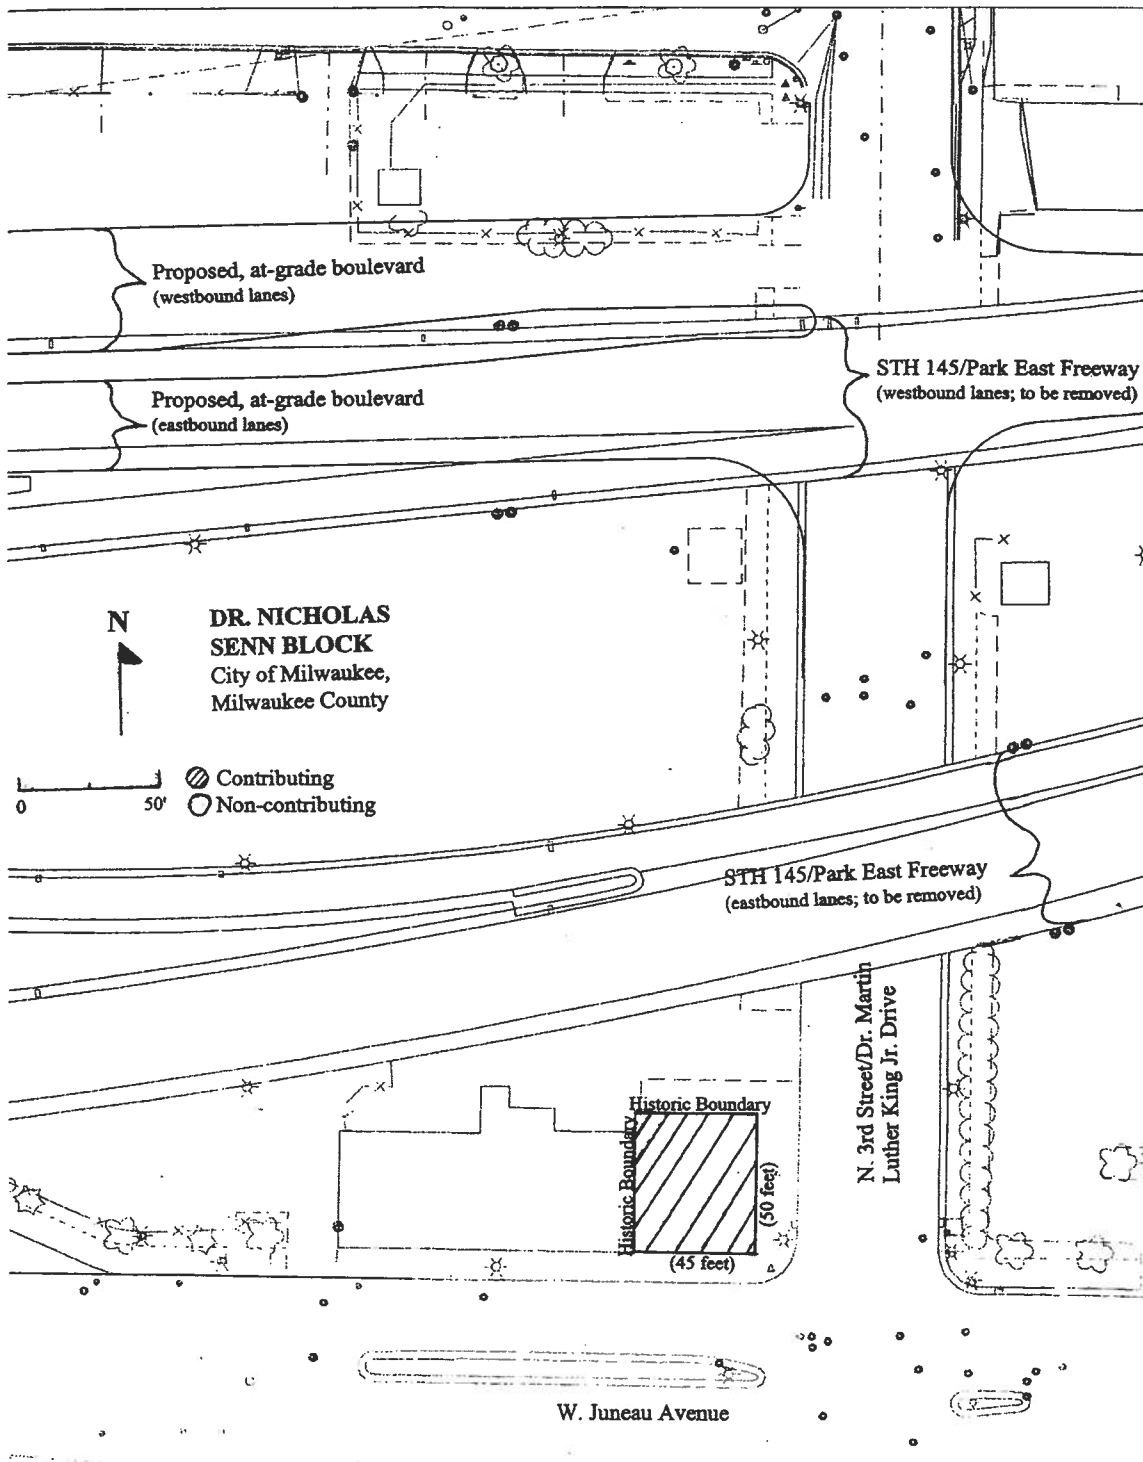 Proposed, at-grade boulevard
(westbound lanes)
STH 145/Park East Freeway
(westbound lanes; to be removed)
Proposed, at-grade boulevard
(eastbound lanes)
N
DR. NICHOLAS
SENN BLOCK
City of Milwaukee,
Milwaukee County
0 50'
Contributing
Non-contributing
STH 145/Park East Freeway
(eastbound lanes; to be removed)
N. 3rd Street/Dr. Martin
Luther King Jr. Drive
Historic Boundary
Historic Boundary
(50 feet)
(45 feet)
W. Juneau Avenue